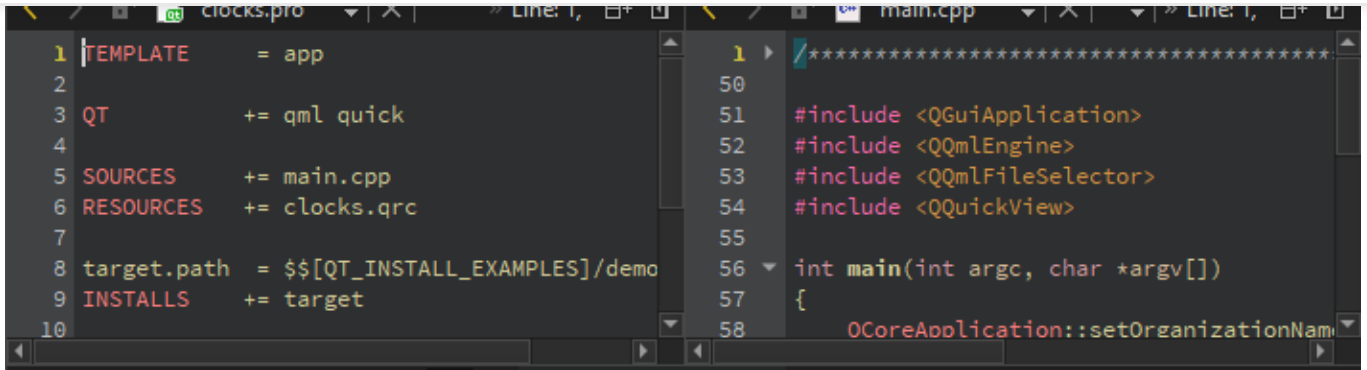 clocks.pro
Line: 1,
main.cpp
Line: 1,
1 TEMPLATE = app
2
3 QT += qml quick
4
5 SOURCES += main.cpp
6 RESOURCES += clocks.qrc
7
8 target.path = $$[QT_INSTALL_EXAMPLES]/demo
9 INSTALLS += target
10
1 /***************************************
50
51 #include <QGuiApplication>
52 #include <QQmlEngine>
53 #include <QQmlFileSelector>
54 #include <QQuickView>
55
56 int main(int argc, char *argv[])
57 {
58 QCoreApplication::setOrganizationName